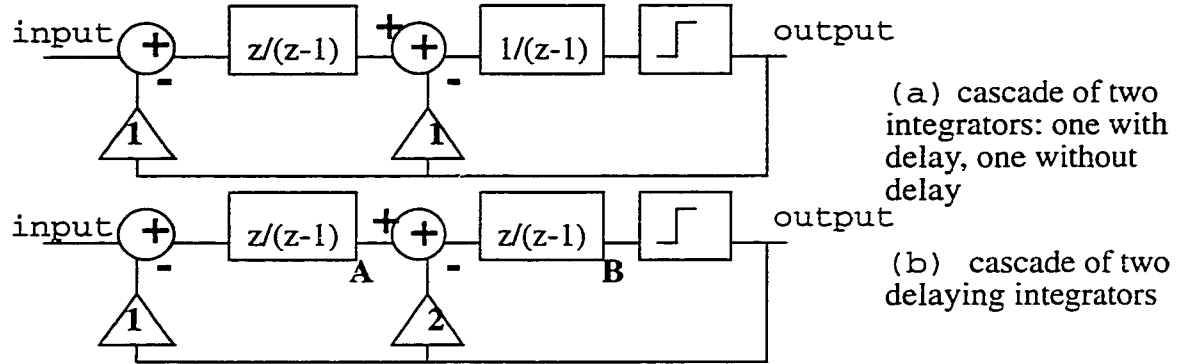 input + z/(z-1) + + 1/(z-1) output
- -
1 1
(a) cascade of two
integrators: one with
delay, one without
delay
input + z/(z-1) + + z/(z-1) output
- A - B
1 2
(b) cascade of two
delaying integrators